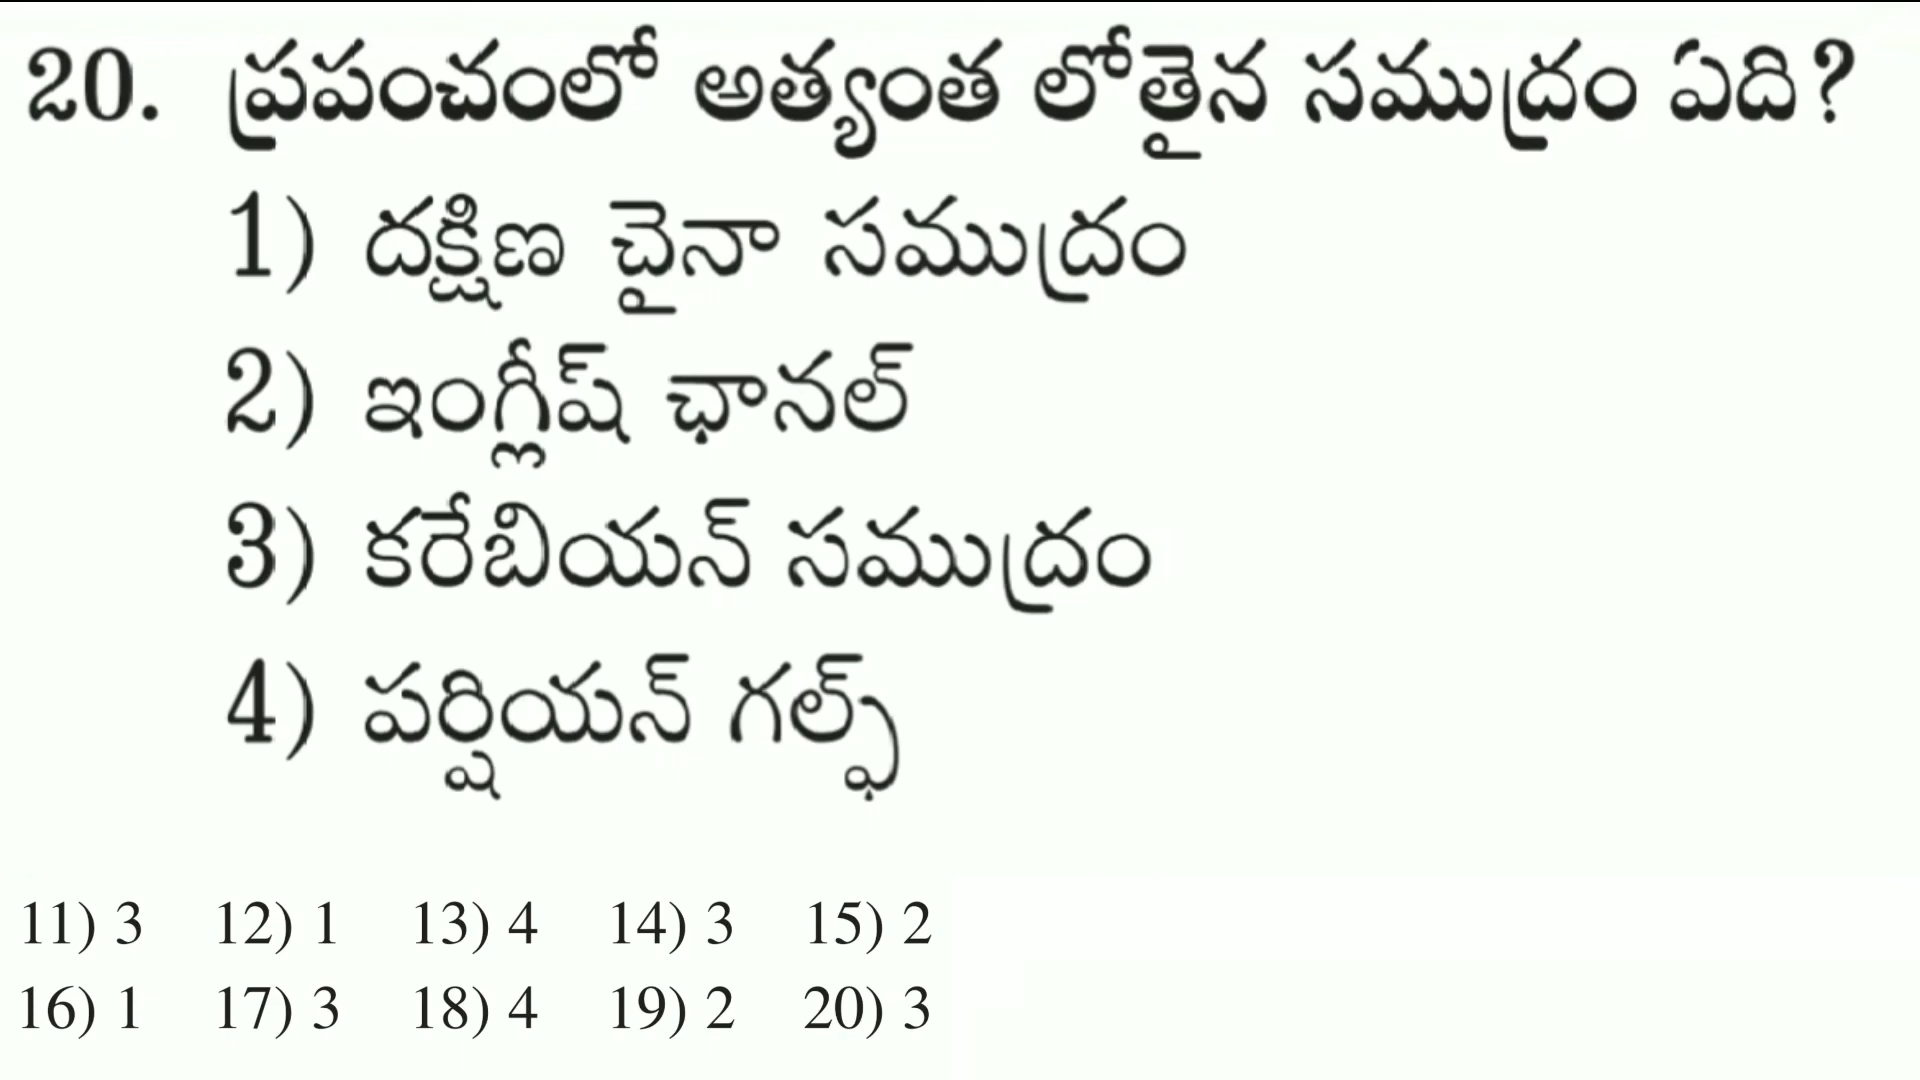 20. ప్రపంచంలో అత్యంత లోతైన సముద్రం ఏది?
1) దక్షిణ చైనా సముద్రం
2) ఇంగ్లీష్ ఛానల్
3) కరేబియన్ సముద్రం
4) పర్షియన్ గల్ఫ్
11) 3 12) 1 13) 4 14) 3 15) 2
16) 1 17) 3 18) 4 19) 2 20) 3